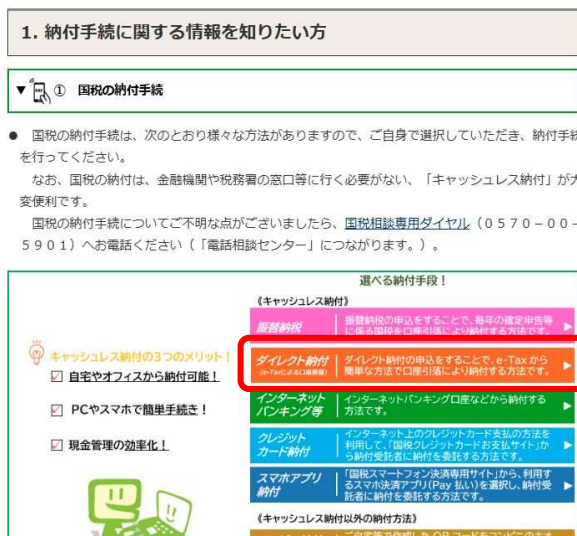 1. 納付手続に関する情報を知りたい方
▼ ① 国税の納付手続
● 国税の納付手続は、次のとおり様々な方法がありますので、ご自身で選択していただき、納付手続
を行ってください。
なお、国税の納付は、金融機関や税務署の窓口等に行く必要がない、「キャッシュレス納付」が大
変便利です。
国税の納付手続についてご不明な点がございましたら、国税相談専用ダイヤル(0570-00-
5901)へお電話ください(「電話相談センター」につながります。)。
選べる納付手段!
《キャッシュレス納付》
キャッシュレス納付の3つのメリット!
☑ 自宅やオフィスから納付可能!
☑ PCやスマホで簡単手続き!
☑ 現金管理の効率化!
振替納税
振替納税の申込をすることで、毎年の確定申告等
に係る国税を口座引落により納付する方法です。
ダイレクト納付
(e-Taxによる口座振替)
ダイレクト納付の申込をすることで、e-Taxから
簡単な方法で口座引落により納付する方法です。
インターネット
バンキング等
インターネットバンキング口座などから納付する
方法です。
クレジット
カード納付
インターネット上のクレジットカード支払の方法を
利用して、「国税クレジットカードお支払サイト」か
ら納付受託者に納付を委託する方法です。
スマホアプリ
納付
「国税スマートフォン決済専用サイト」から、利用す
るスマホ決済アプリ(Pay払い)を選択し、納付受
託者に納付を委託する方法です。
《キャッシュレス納付以外の納付方法》